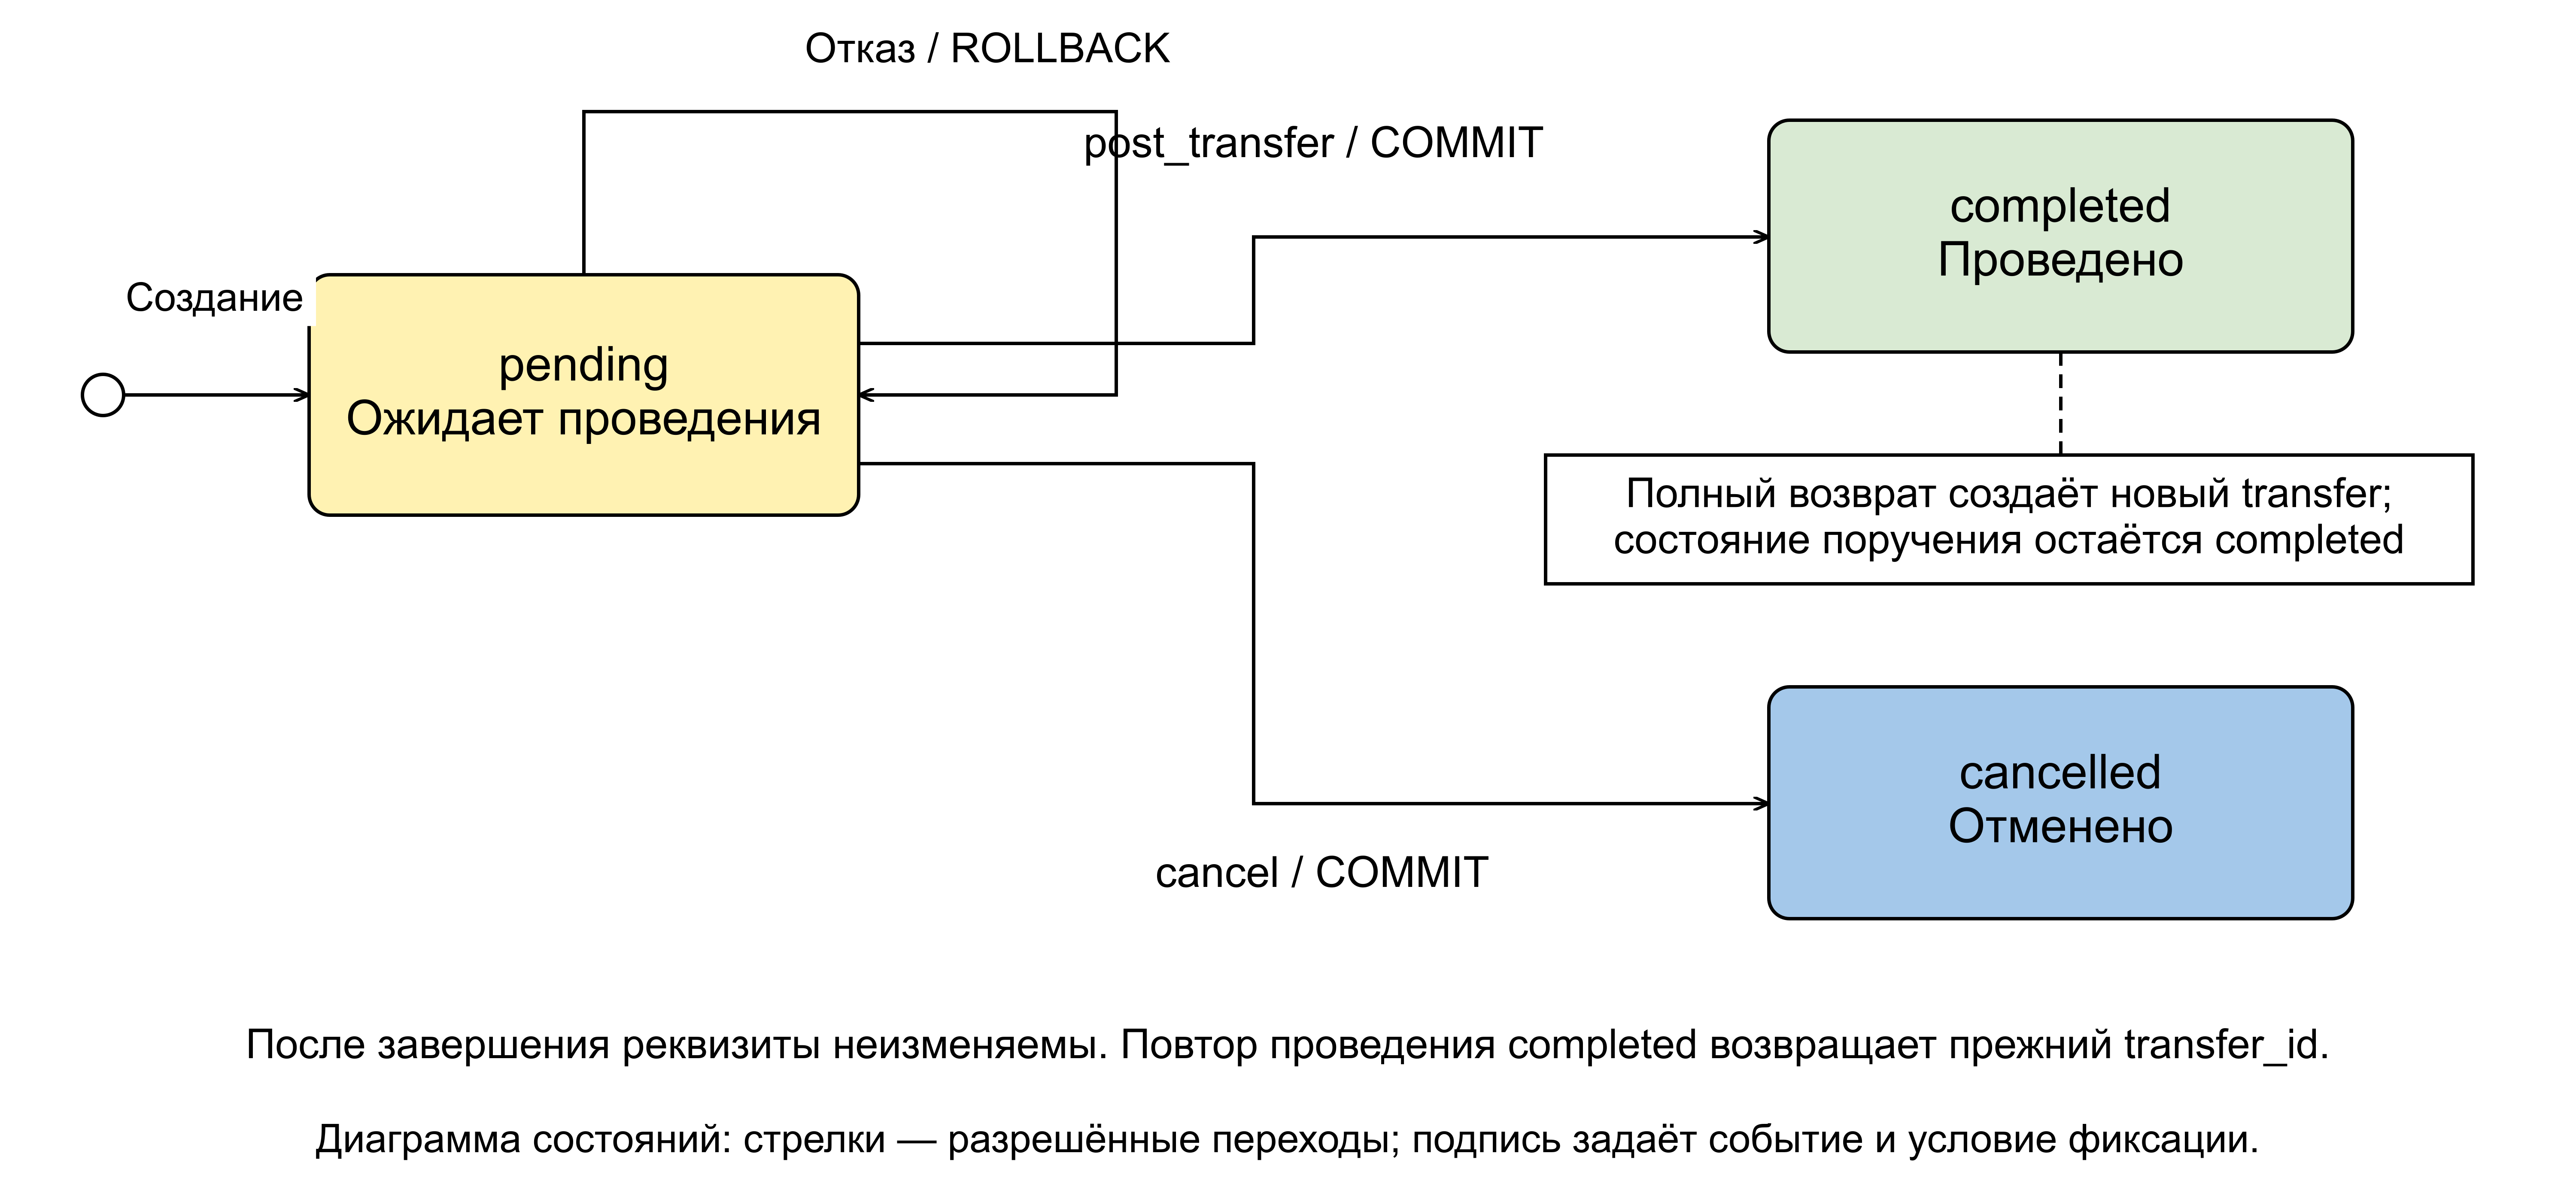 Отказ / ROLLBACK
post_transfer / COMMIT
completed
Проведено
Создание
pending
Ожидает проведения
Полный возврат создаёт новый transfer;
состояние поручения остаётся completed
cancelled
Отменено
cancel / COMMIT
После завершения реквизиты неизменяемы. Повтор проведения completed возвращает прежний transfer_id.
Диаграмма состояний: стрелки — разрешённые переходы; подпись задаёт событие и условие фиксации.